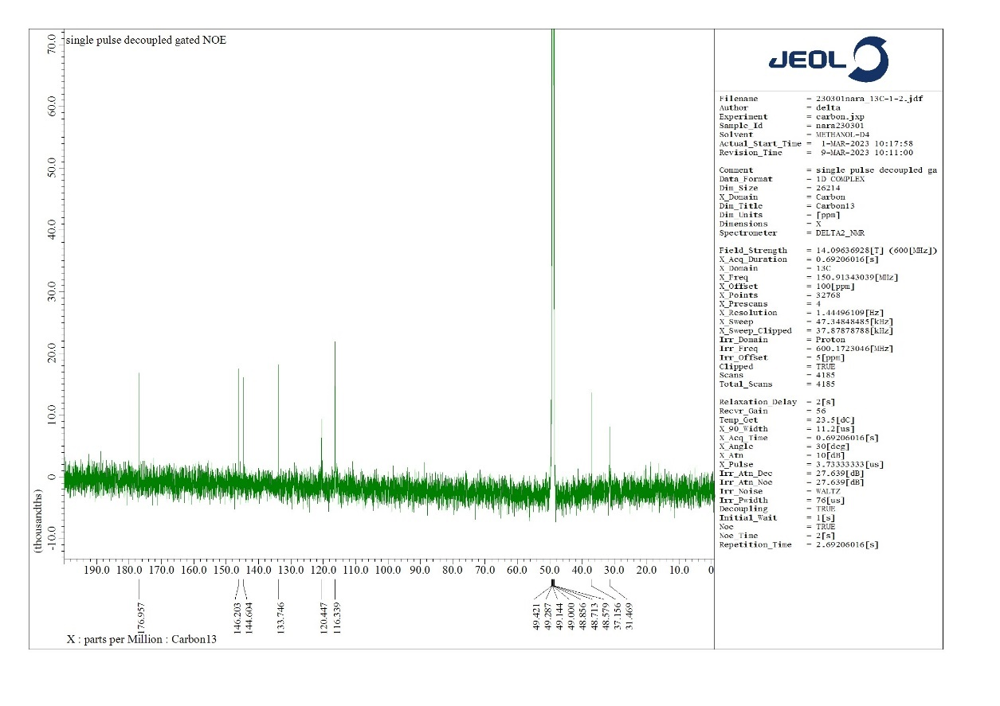 single pulse decoupled gated NOE
JEOL
70.0
60.0
50.0
40.0
30.0
20.0
10.0
0
-10.0
(thousandths)
190.0 180.0 170.0 160.0 150.0 140.0 130.0 120.0 110.0 100.0 90.0 80.0 70.0 60.0 50.0 40.0 30.0 20.0 10.0 0
176.957
146.203
144.604
133.746
120.447
116.339
49.421
49.287
49.144
49.000
48.856
48.713
48.579
37.156
31.469
X : parts per Million : Carbon13
Filename = 230301nara_13C-1-2.jdf
Author = delta
Experiment = carbon.jxp
Sample_Id = nara230301
Solvent = METHANOL-D4
Actual_Start_Time = 1-MAR-2023 10:17:58
Revision_Time = 9-MAR-2023 10:11:00
Comment = single pulse decoupled ga
Data_Format = 1D COMPLEX
Dim_Size = 26214
X_Domain = Carbon
Dim_Title = Carbon13
Dim_Units = [ppm]
Dimensions = X
Spectrometer = DELTA2_NMR
Field_Strength = 14.09636928[T] (600[MHz])
X_Acq_Duration = 0.69206016[s]
X_Domain = 13C
X_Freq = 150.91343039[MHz]
X_Offset = 100[ppm]
X_Points = 32768
X_Prescans = 4
X_Resolution = 1.44496109[Hz]
X_Sweep = 47.34848485[kHz]
X_Sweep_Clipped = 37.87878788[kHz]
Irr_Domain = Proton
Irr_Freq = 600.1723046[MHz]
Irr_Offset = 5[ppm]
Clipped = TRUE
Scans = 4185
Total_Scans = 4185
Relaxation_Delay = 2[s]
Recvr_Gain = 56
Temp_Get = 23.5[dC]
X_90_Width = 11.2[us]
X_Acq_Time = 0.69206016[s]
X_Angle = 30[deg]
X_Atn = 10[dB]
X_Pulse = 3.73333333[us]
Irr_Atn_Dec = 27.639[dB]
Irr_Atn_Noe = 27.639[dB]
Irr_Noise = WALTZ
Irr_Pwidth = 76[us]
Decoupling = TRUE
Initial_Wait = 1[s]
Noe = TRUE
Noe_Time = 2[s]
Repetition_Time = 2.69206016[s]